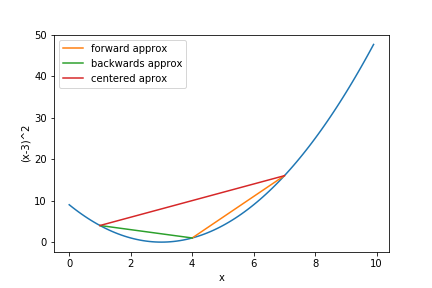 forward approx
backwards approx
centered aprox
50
40
30
20
10
0
(x-3)^2
0 2 4 6 8 10
x